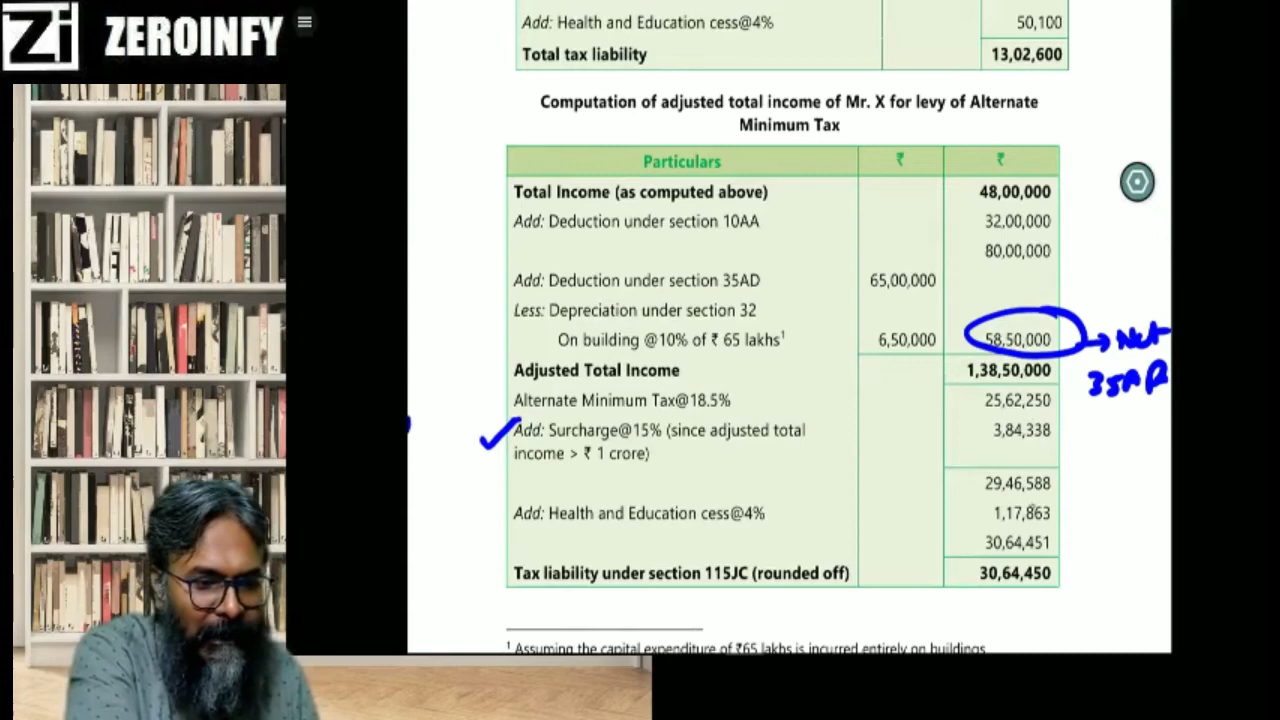 Zi ZEROINFY
Add: Health and Education cess@4% 50,100
Total tax liability 13,02,600
Computation of adjusted total income of Mr. X for levy of Alternate
Minimum Tax
Particulars ₹ ₹
Total Income (as computed above) 48,00,000
Add: Deduction under section 10AA 32,00,000
80,00,000
Add: Deduction under section 35AD 65,00,000
Less: Depreciation under section 32
On building @10% of ₹ 65 lakhs¹ 6,50,000 58,50,000
→ Net
35AD
Adjusted Total Income 1,38,50,000
Alternate Minimum Tax@18.5% 25,62,250
Add: Surcharge@15% (since adjusted total 3,84,338
income > ₹ 1 crore)
29,46,588
Add: Health and Education cess@4% 1,17,863
30,64,451
Tax liability under section 115JC (rounded off) 30,64,450
¹ Assuming the capital expenditure of ₹65 lakhs is incurred entirely on buildings